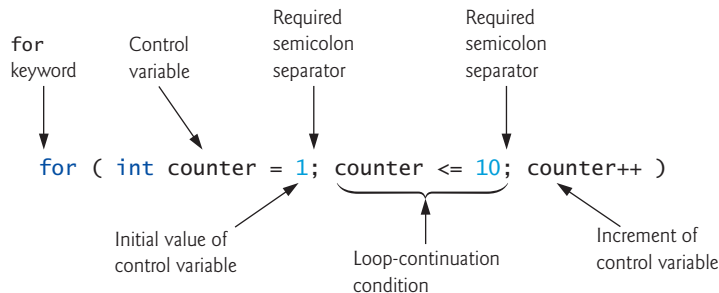 for
keyword
Control
variable
Required
semicolon
separator
Required
semicolon
separator
for ( int counter = 1; counter <= 10; counter++ )
Initial value of
control variable
Loop-continuation
condition
Increment of
control variable